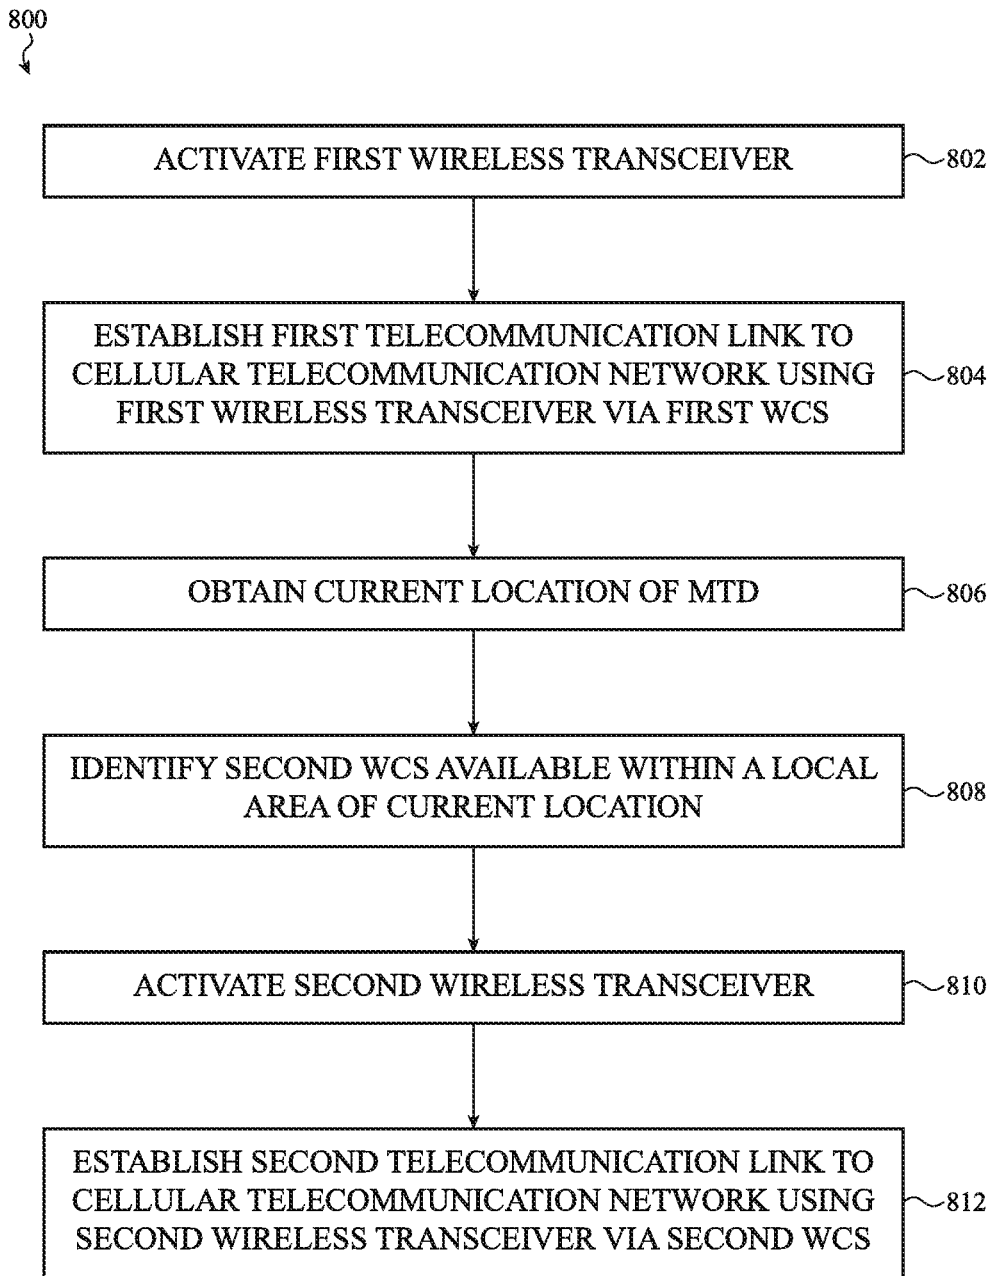 800
ACTIVATE FIRST WIRELESS TRANSCEIVER
802
ESTABLISH FIRST TELECOMMUNICATION LINK TO
CELLULAR TELECOMMUNICATION NETWORK USING
FIRST WIRELESS TRANSCEIVER VIA FIRST WCS
804
OBTAIN CURRENT LOCATION OF MTD
806
IDENTIFY SECOND WCS AVAILABLE WITHIN A LOCAL
AREA OF CURRENT LOCATION
808
ACTIVATE SECOND WIRELESS TRANSCEIVER
810
ESTABLISH SECOND TELECOMMUNICATION LINK TO
CELLULAR TELECOMMUNICATION NETWORK USING
SECOND WIRELESS TRANSCEIVER VIA SECOND WCS
812